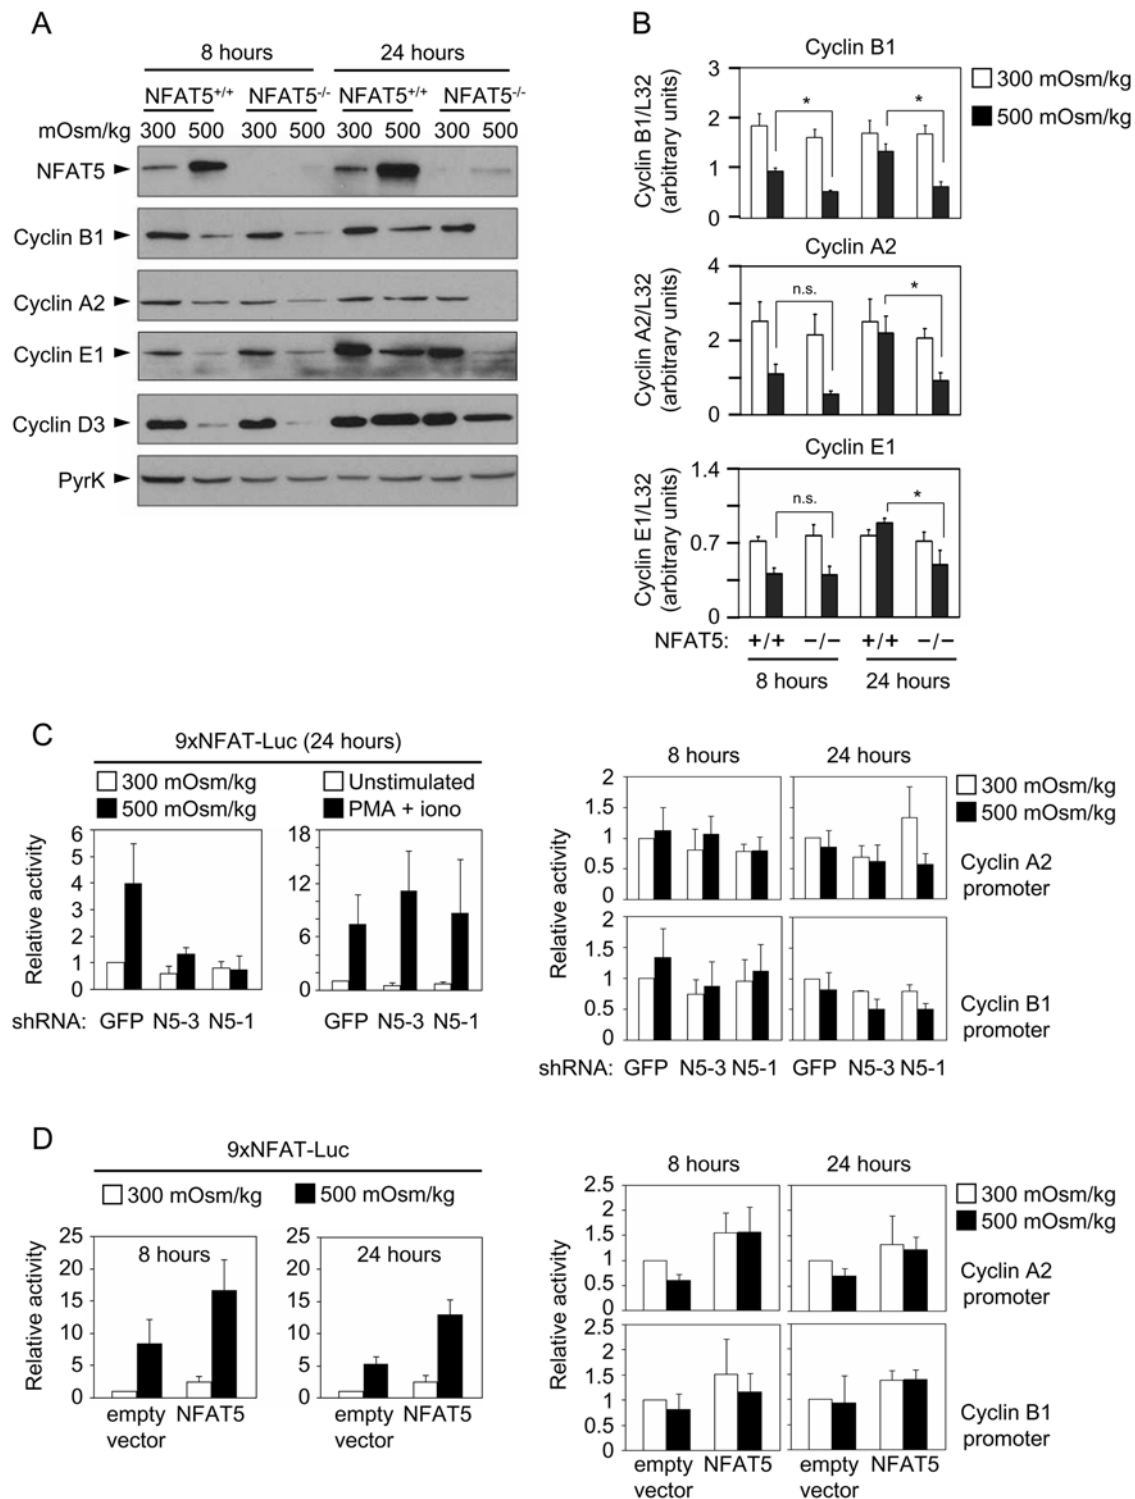 A
8 hours 24 hours
NFAT5+/+ NFAT5-/- NFAT5+/+ NFAT5-/-
mOsm/kg 300 500 300 500 300 500 300 500
NFAT5
Cyclin B1
Cyclin A2
Cyclin E1
Cyclin D3
PyrK
B
Cyclin B1
300 mOsm/kg
500 mOsm/kg
Cyclin B1/L32
(arbitrary units)
3
2
1
0
* *
Cyclin A2
Cyclin A2/L32
(arbitrary units)
4
2
0
n.s. *
Cyclin E1
Cyclin E1/L32
(arbitrary units)
1.4
0.7
0
n.s. *
NFAT5: +/+ −/− +/+ −/−
8 hours 24 hours
C
9xNFAT-Luc (24 hours)
300 mOsm/kg
500 mOsm/kg
Unstimulated
PMA + iono
Relative activity
6
5
4
3
2
1
0
18
12
6
0
shRNA: GFP N5-3 N5-1 GFP N5-3 N5-1
8 hours 24 hours
300 mOsm/kg
500 mOsm/kg
Relative activity
2
1.5
1
0.5
0
Cyclin A2
promoter
2
1.5
1
0.5
0
Cyclin B1
promoter
shRNA: GFP N5-3 N5-1 GFP N5-3 N5-1
D
9xNFAT-Luc
300 mOsm/kg 500 mOsm/kg
Relative activity
25
20
15
10
5
0
8 hours
25
20
15
10
5
0
24 hours
empty NFAT5 empty NFAT5
vector vector
8 hours 24 hours
300 mOsm/kg
500 mOsm/kg
Relative activity
2.5
2
1.5
1
0.5
0
Cyclin A2
promoter
2.5
2
1.5
1
0.5
0
Cyclin B1
promoter
empty NFAT5 empty NFAT5
vector vector